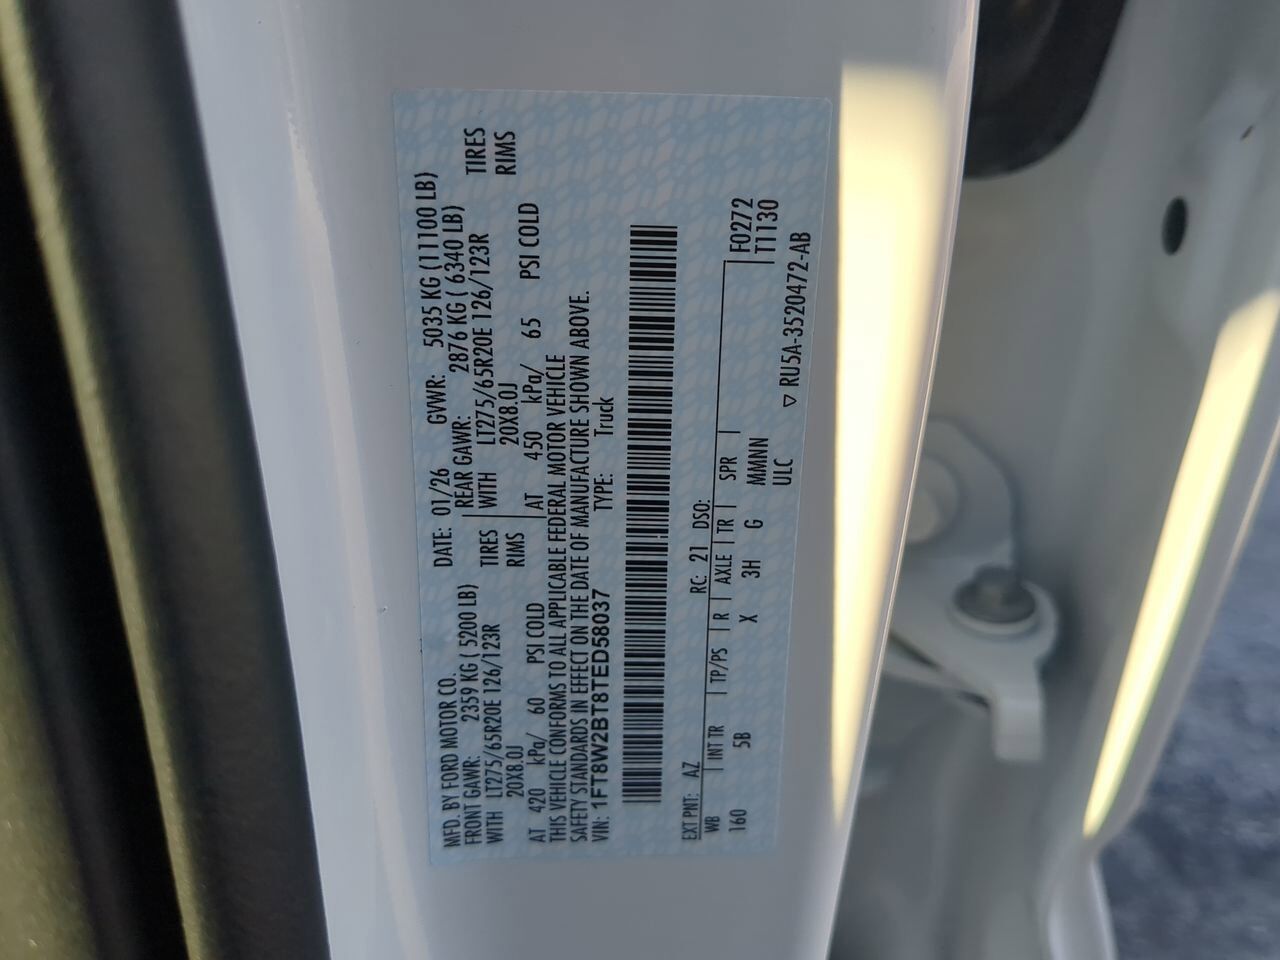 MFD. BY FORD MOTOR CO.
DATE: 01/26 GVWR: 5035 KG (11100 LB)
FRONT GAWR: 2359 KG ( 5200 LB) REAR GAWR: 2876 KG ( 6340 LB)
WITH LT275/65R20E 126/123R TIRES WITH LT275/65R20E 126/123R TIRES
20X8.0J RIMS 20X8.0J RIMS
AT 420 kPa/ 60 PSI COLD AT 450 kPa/ 65 PSI COLD
THIS VEHICLE CONFORMS TO ALL APPLICABLE FEDERAL MOTOR VEHICLE
SAFETY STANDARDS IN EFFECT ON THE DATE OF MANUFACTURE SHOWN ABOVE.
VIN: 1FT8W2BT8TED58037 TYPE: Truck
EXT PNT: AZ RC: 21 DSO: F0272
WB INT TR TP/PS R AXLE TR SPR T1130
160 5B X 3H G MMNN
ULC ▽ RU5A-3520472-AB